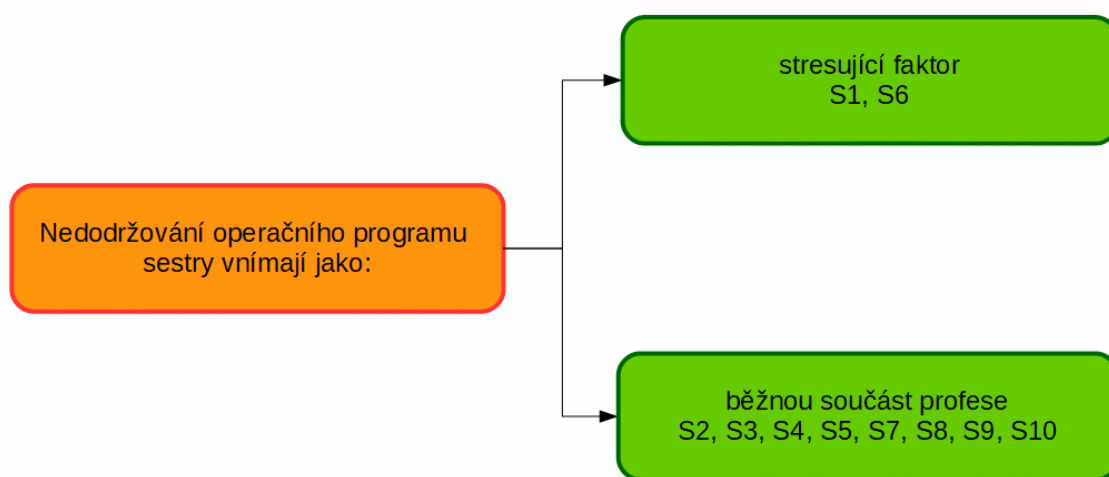 stresující faktor
S1, S6
Nedodržování operačního programu
sestry vnímají jako:
běžnou součást profese
S2, S3, S4, S5, S7, S8, S9, S10